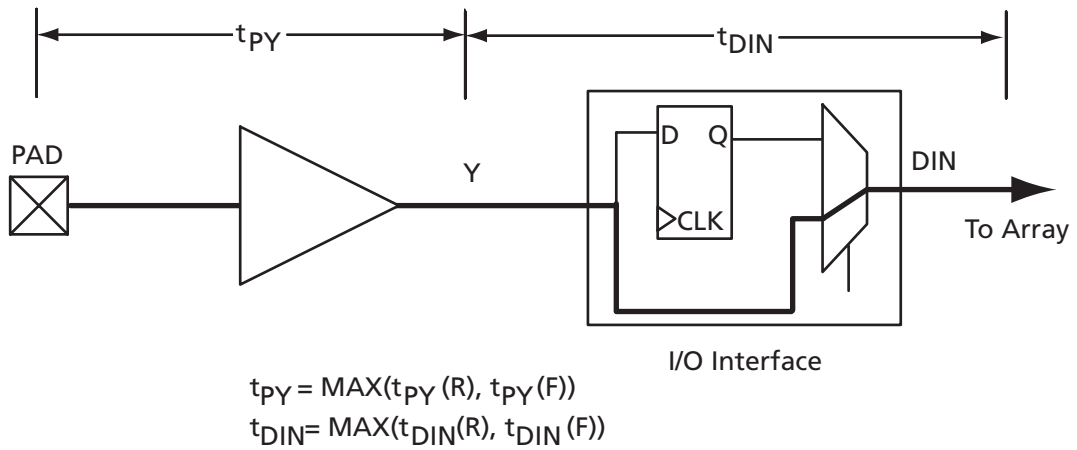 tPY
tDIN
PAD
Y
D Q
CLK
DIN
To Array
I/O Interface
tPY = MAX(tPY (R), tPY (F))
tDIN= MAX(tDIN(R), tDIN (F))